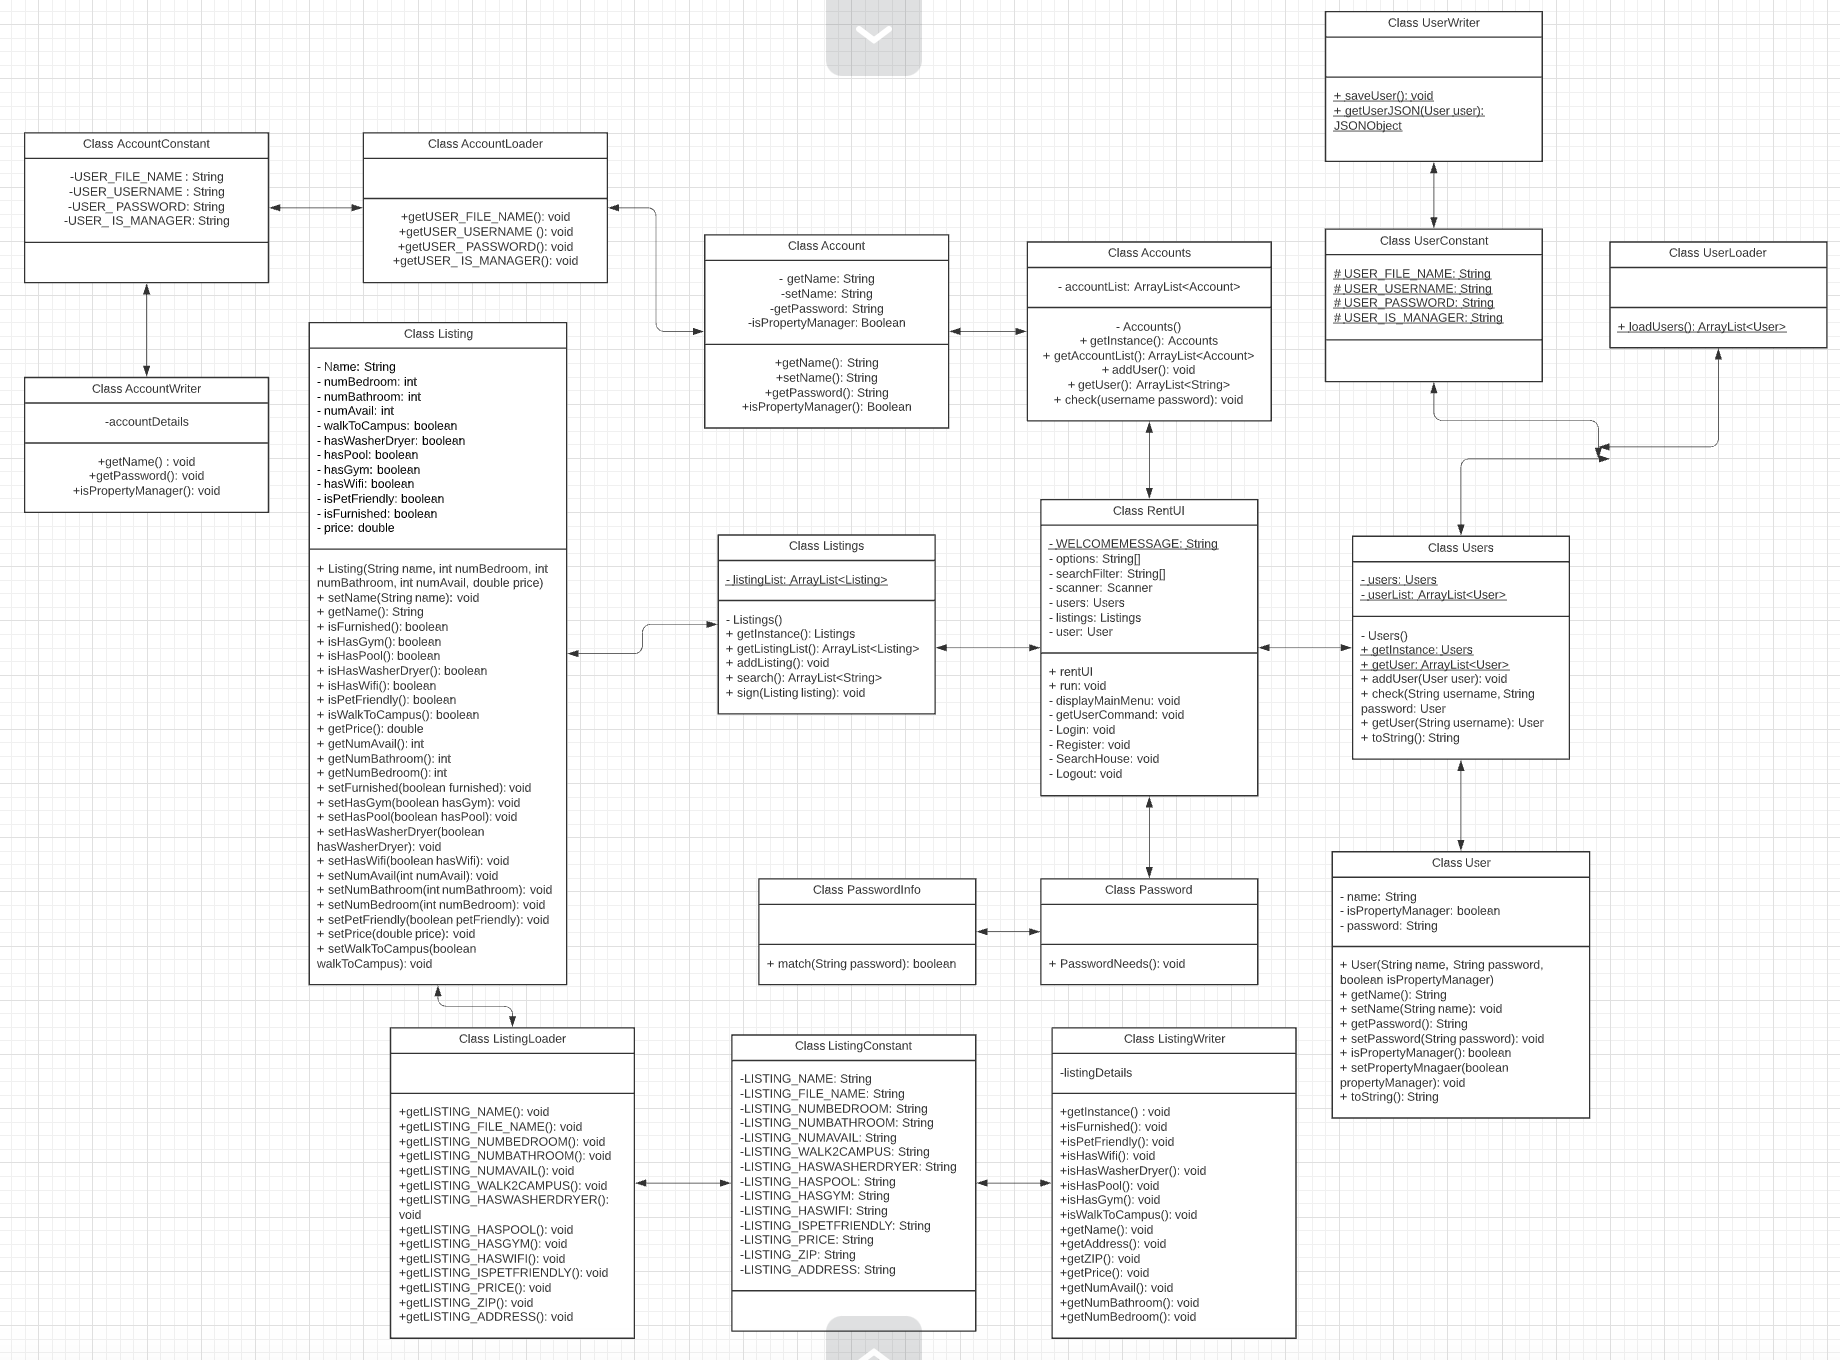 Class UserWriter
+ saveUser(): void
+ getUserJSON(User user):
JSONObject
Class AccountConstant
-USER_FILE_NAME : String
-USER_USERNAME : String
-USER_ PASSWORD: String
-USER_ IS_MANAGER: String
Class AccountLoader
+getUSER_FILE_NAME(): void
+getUSER_USERNAME (): void
+getUSER_ PASSWORD(): void
+getUSER_ IS_MANAGER(): void
Class Account
- getName: String
-setName: String
-getPassword: String
-isPropertyManager: Boolean
+getName(): String
+setName(): String
+getPassword(): String
+isPropertyManager(): Boolean
Class Accounts
- accountList: ArrayList<Account>
- Accounts()
+ getInstance(): Accounts
+ getAccountList(): ArrayList<Account>
+ addUser(): void
+ getUser(): ArrayList<String>
+ check(username password): void
Class UserConstant
# USER_FILE_NAME: String
# USER_USERNAME: String
# USER_PASSWORD: String
# USER_IS_MANAGER: String
Class UserLoader
+ loadUsers(): ArrayList<User>
Class AccountWriter
-accountDetails
+getName() : void
+getPassword(): void
+isPropertyManager(): void
Class Listing
- Name: String
- numBedroom: int
- numBathroom: int
- numAvail: int
- walkToCampus: boolean
- hasWasherDryer: boolean
- hasPool: boolean
- hasGym: boolean
- hasWifi: boolean
- isPetFriendly: boolean
- isFurnished: boolean
- price: double
+ Listing(String name, int numBedroom, int
numBathroom, int numAvail, double price)
+ setName(String name): void
+ getName(): String
+ isFurnished(): boolean
+ isHasGym(): boolean
+ isHasPool(): boolean
+ isHasWasherDryer(): boolean
+ isHasWifi(): boolean
+ isPetFriendly(): boolean
+ isWalkToCampus(): boolean
+ getPrice(): double
+ getNumAvail(): int
+ getNumBathroom(): int
+ getNumBedroom(): int
+ setFurnished(boolean furnished): void
+ setHasGym(boolean hasGym): void
+ setHasPool(boolean hasPool): void
+ setHasWasherDryer(boolean
hasWasherDryer): void
+ setHasWifi(boolean hasWifi): void
+ setNumAvail(int numAvail): void
+ setNumBathroom(int numBathroom): void
+ setNumBedroom(int numBedroom): void
+ setPetFriendly(boolean petFriendly): void
+ setPrice(double price): void
+ setWalkToCampus(boolean
walkToCampus): void
Class Listings
- listingList: ArrayList<Listing>
- Listings()
+ getInstance(): Listings
+ getListingList(): ArrayList<Listing>
+ addListing(): void
+ search(): ArrayList<String>
+ sign(Listing listing): void
Class RentUI
- WELCOMEMESSAGE: String
- options: String[]
- searchFilter: String[]
- scanner: Scanner
- users: Users
- listings: Listings
- user: User
+ rentUI
+ run: void
- displayMainMenu: void
- getUserCommand: void
- Login: void
- Register: void
- SearchHouse: void
- Logout: void
Class Users
- users: Users
- userList: ArrayList<User>
- Users()
+ getInstance: Users
+ getUser: ArrayList<User>
+ addUser(User user): void
+ check(String username, String
password: User
+ getUser(String username): User
+ toString(): String
Class PasswordInfo
+ match(String password): boolean
Class Password
+ PasswordNeeds(): void
Class User
- name: String
- isPropertyManager: boolean
- password: String
+ User(String name, String password,
boolean isPropertyManager)
+ getName(): String
+ setName(String name): void
+ getPassword(): String
+ setPassword(String password): void
+ isPropertyManager(): boolean
+ setPropertyMnagaer(boolean
propertyManager): void
+ toString(): String
Class ListingLoader
+getLISTING_NAME(): void
+getLISTING_FILE_NAME(): void
+getLISTING_NUMBEDROOM(): void
+getLISTING_NUMBATHROOM(): void
+getLISTING_NUMAVAIL(): void
+getLISTING_WALK2CAMPUS(): void
+getLISTING_HASWASHERDRYER():
void
+getLISTING_HASPOOL(): void
+getLISTING_HASGYM(): void
+getLISTING_HASWIFI(): void
+getLISTING_ISPETFRIENDLY(): void
+getLISTING_PRICE(): void
+getLISTING_ZIP(): void
+getLISTING_ADDRESS(): void
Class ListingConstant
-LISTING_NAME: String
-LISTING_FILE_NAME: String
-LISTING_NUMBEDROOM: String
-LISTING_NUMBATHROOM: String
-LISTING_NUMAVAIL: String
-LISTING_WALK2CAMPUS: String
-LISTING_HASWASHERDRYER: String
-LISTING_HASPOOL: String
-LISTING_HASGYM: String
-LISTING_HASWIFI: String
-LISTING_ISPETFRIENDLY: String
-LISTING_PRICE: String
-LISTING_ZIP: String
-LISTING_ADDRESS: String
Class ListingWriter
-listingDetails
+getInstance() : void
+isFurnished(): void
+isPetFriendly(): void
+isHasWifi(): void
+isHasWasherDryer(): void
+isHasPool(): void
+isHasGym(): void
+isWalkToCampus(): void
+getName(): void
+getAddress(): void
+getZIP(): void
+getPrice(): void
+getNumAvail(): void
+getNumBathroom(): void
+getNumBedroom(): void